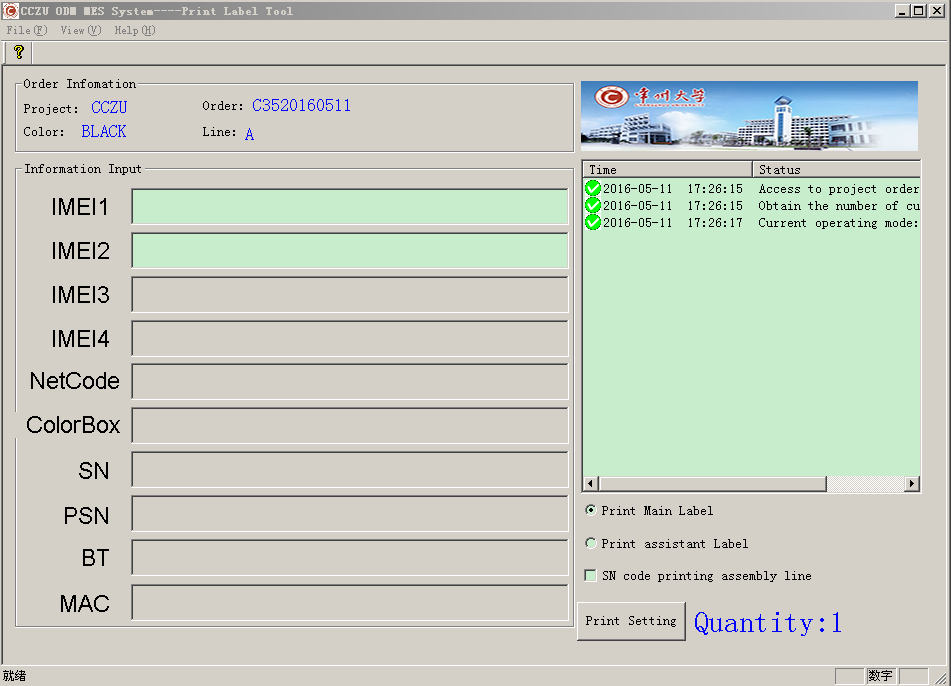 CCZU ODM MES System----Print Label Tool
File(F) View(V) Help(H)
Order Infomation
Project: CCZU Order: C3520160511
Color: BLACK Line: A
常州大学
Information Input
IMEI1
IMEI2
IMEI3
IMEI4
NetCode
ColorBox
SN
PSN
BT
MAC
Time Status
2016-05-11 17:26:15 Access to project order
2016-05-11 17:26:15 Obtain the number of cu
2016-05-11 17:26:17 Current operating mode:
Print Main Label
Print assistant Label
SN code printing assembly line
Print Setting Quantity:1
就绪 数字